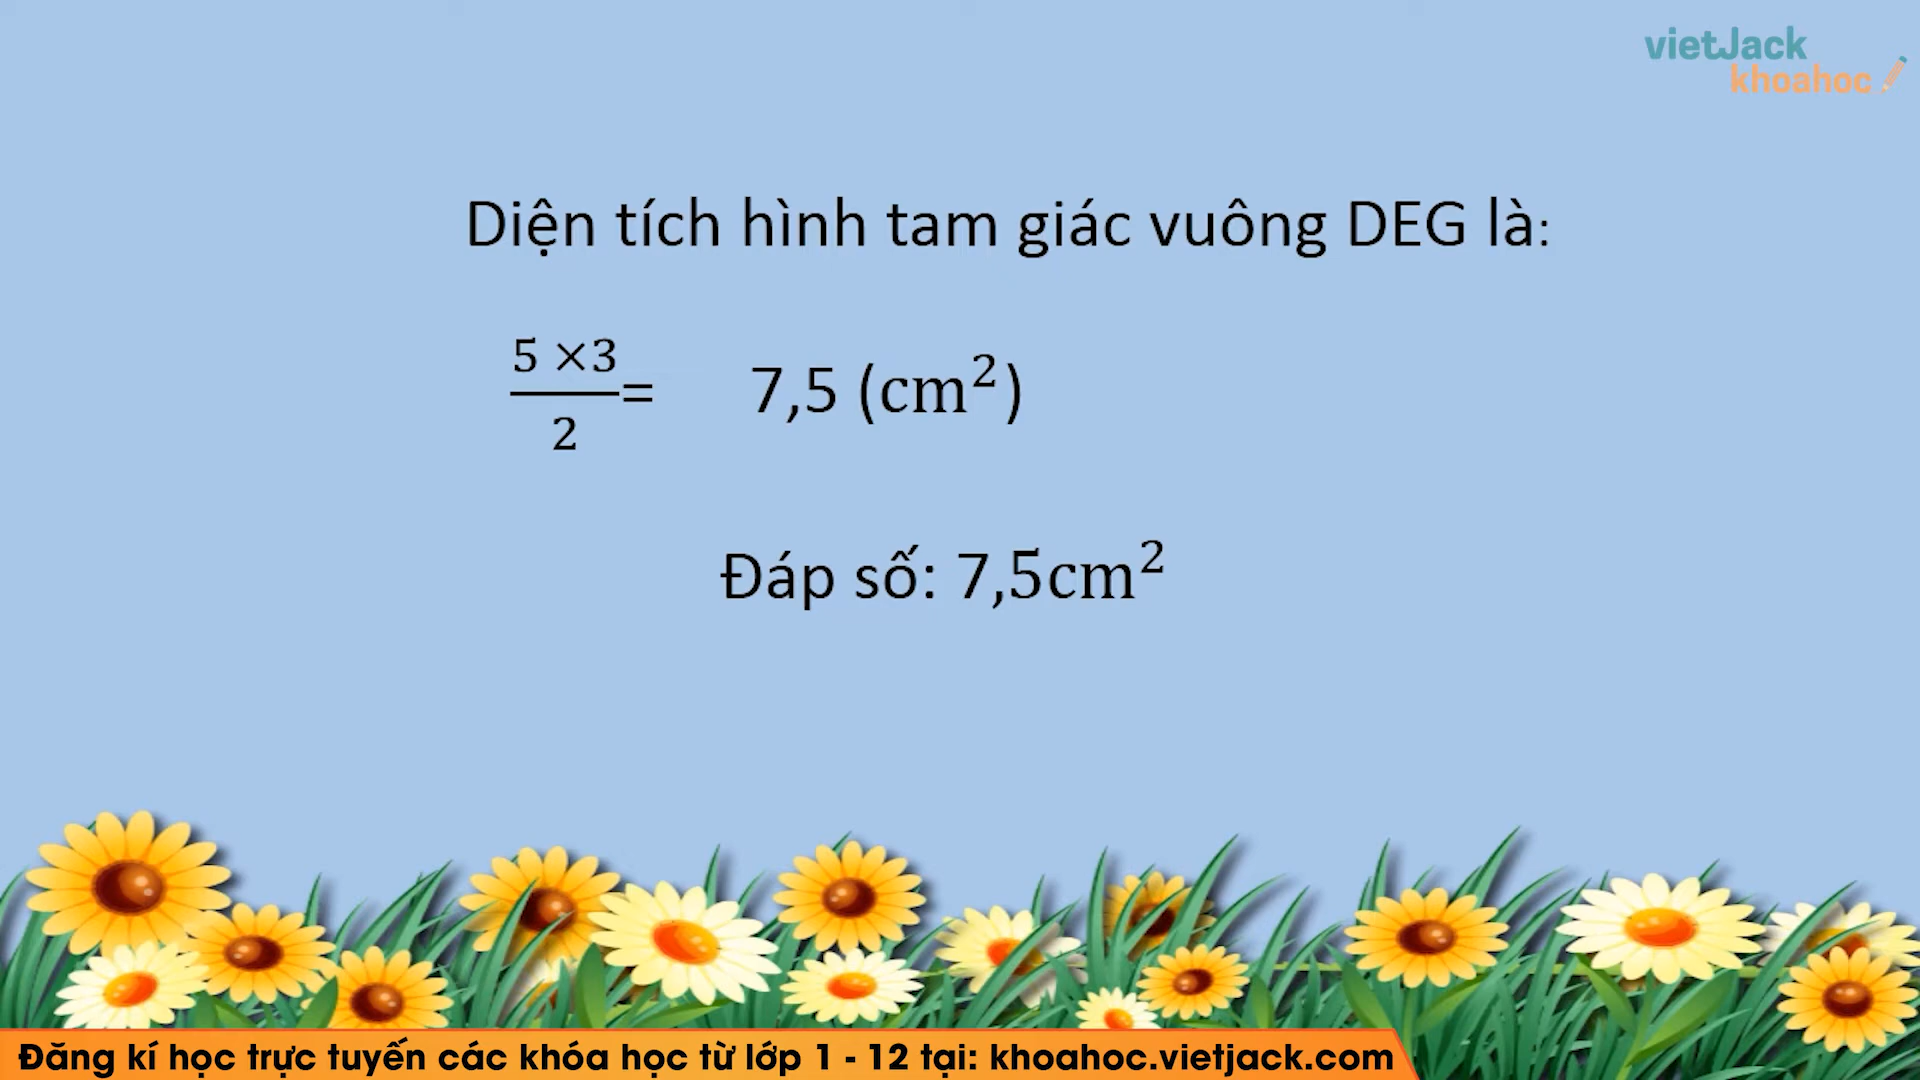 vietJack
khoahoc
Diện tích hình tam giác vuông DEG là:
5 ×3
2
= 7,5 (cm²)
Đáp số: 7,5cm²
Đăng kí học trực tuyến các khóa học từ lớp 1 - 12 tại: khoahoc.vietjack.com